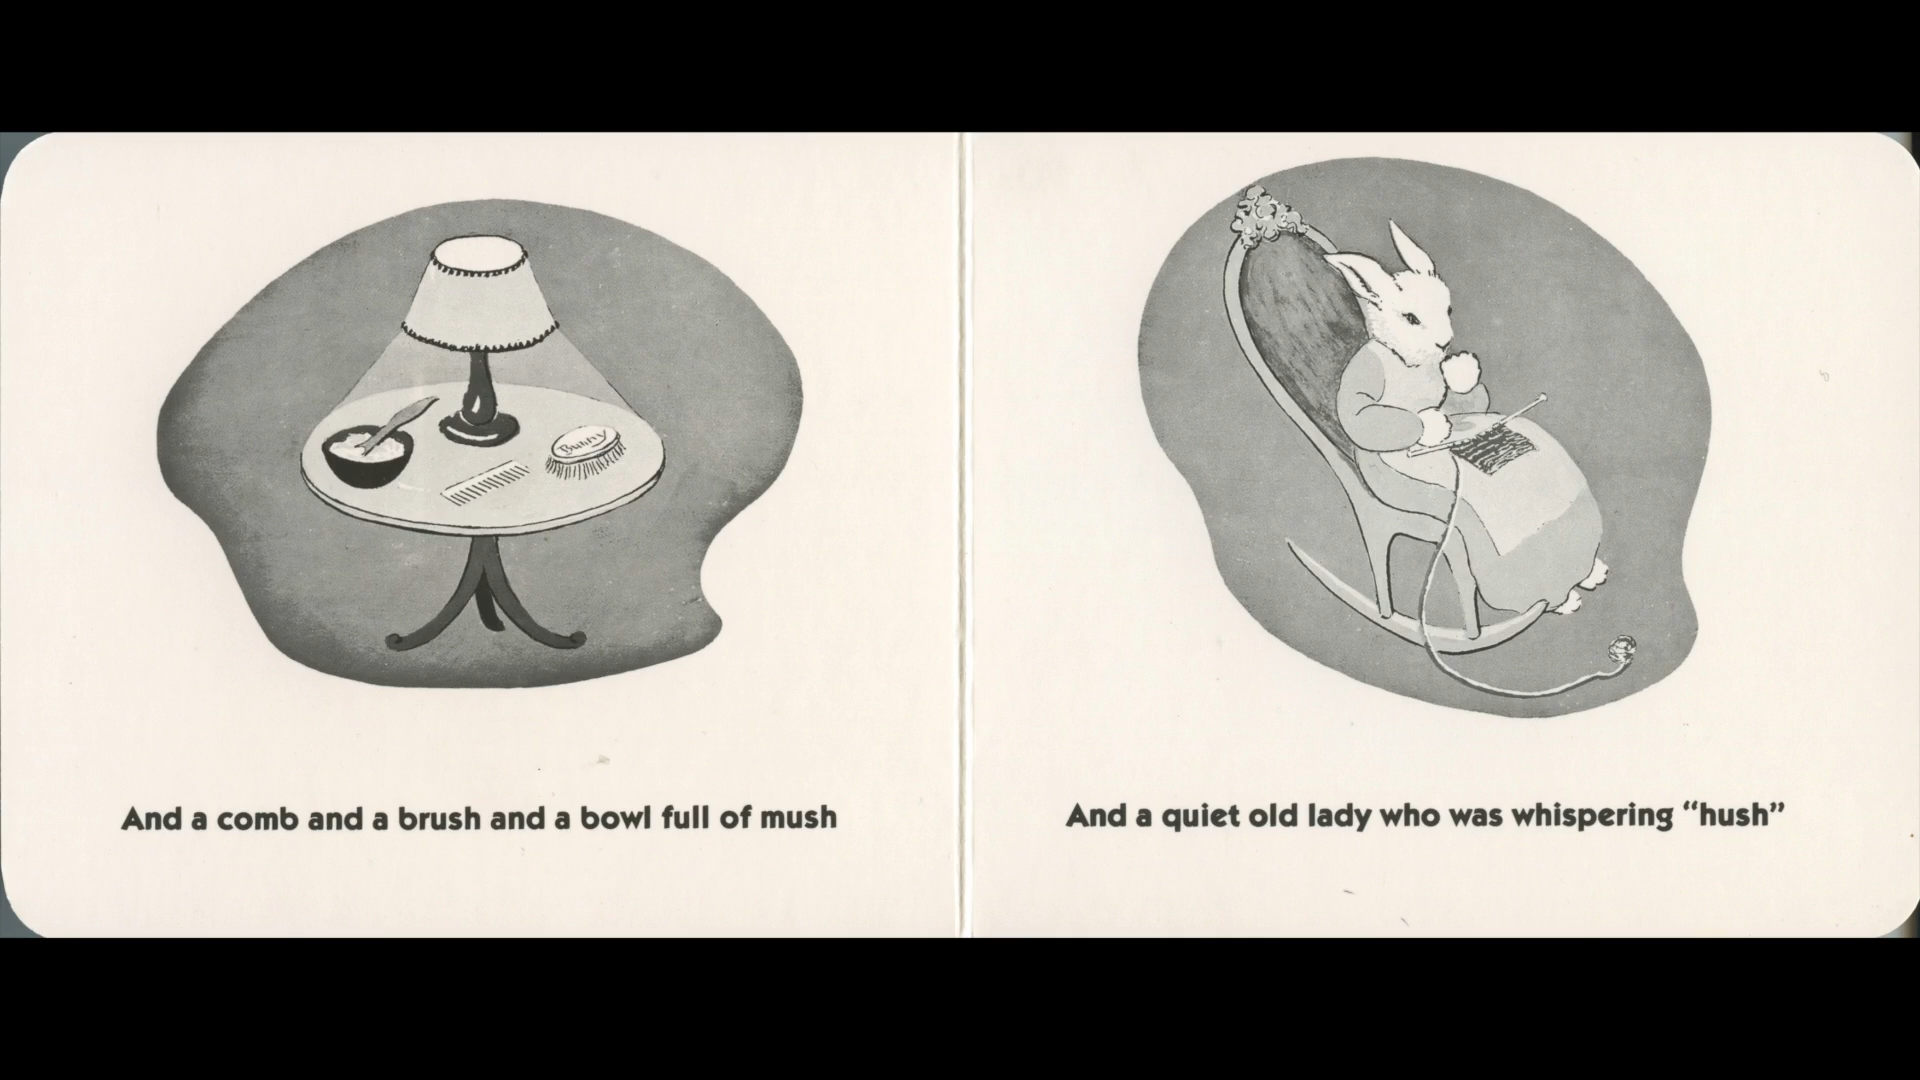 Bunny
And a comb and a brush and a bowl full of mush
And a quiet old lady who was whispering “hush”